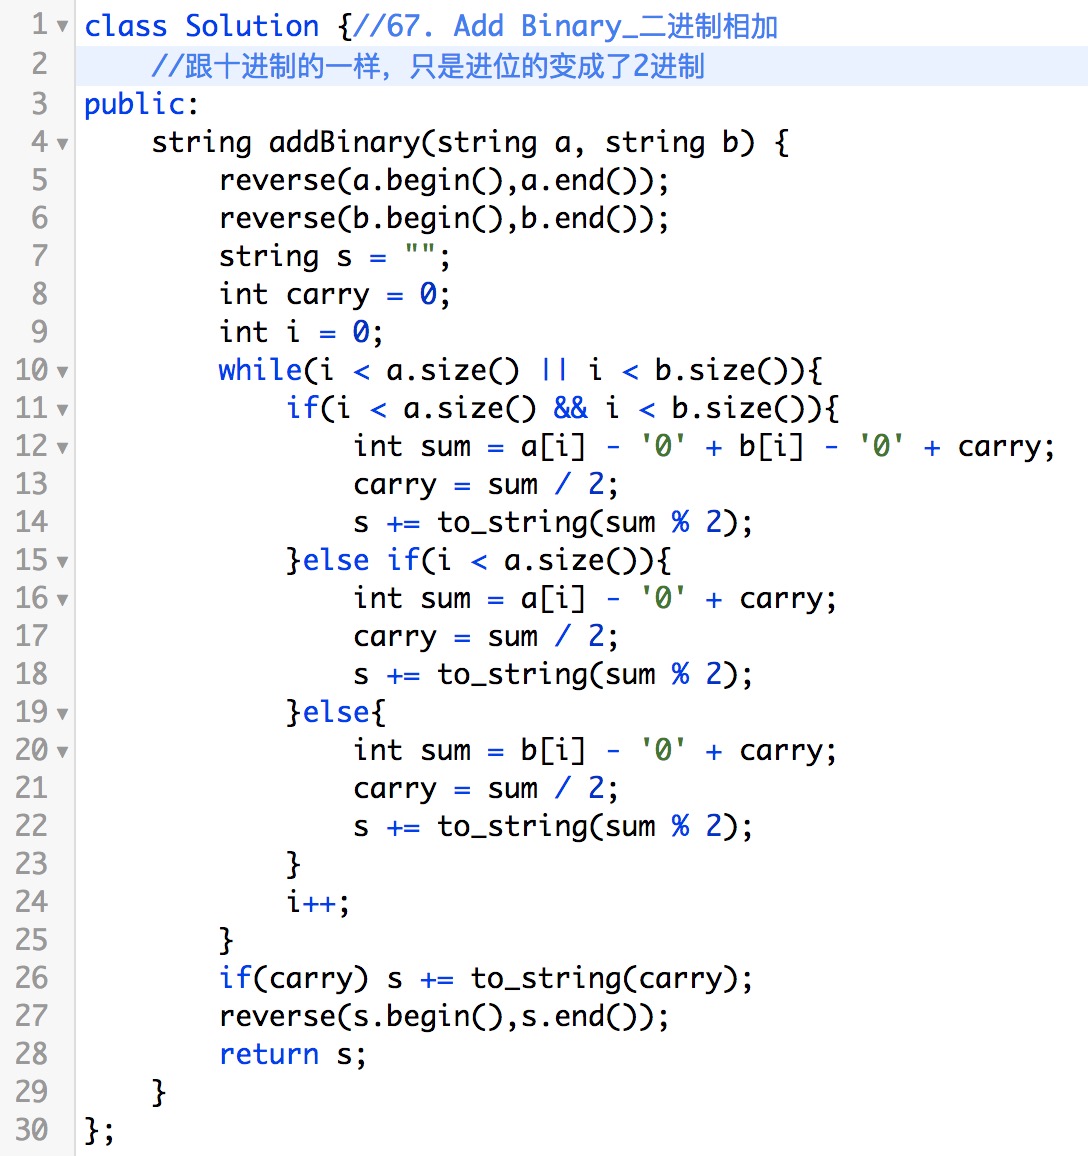 1 class Solution {//67. Add Binary_二进制相加
2     //跟十进制的一样，只是进位的变成了2进制
3 public:
4     string addBinary(string a, string b) {
5         reverse(a.begin(),a.end());
6         reverse(b.begin(),b.end());
7         string s = "";
8         int carry = 0;
9         int i = 0;
10         while(i < a.size() || i < b.size()){
11             if(i < a.size() && i < b.size()){
12                 int sum = a[i] - '0' + b[i] - '0' + carry;
13                 carry = sum / 2;
14                 s += to_string(sum % 2);
15             }else if(i < a.size()){
16                 int sum = a[i] - '0' + carry;
17                 carry = sum / 2;
18                 s += to_string(sum % 2);
19             }else{
20                 int sum = b[i] - '0' + carry;
21                 carry = sum / 2;
22                 s += to_string(sum % 2);
23             }
24             i++;
25         }
26         if(carry) s += to_string(carry);
27         reverse(s.begin(),s.end());
28         return s;
29     }
30 };